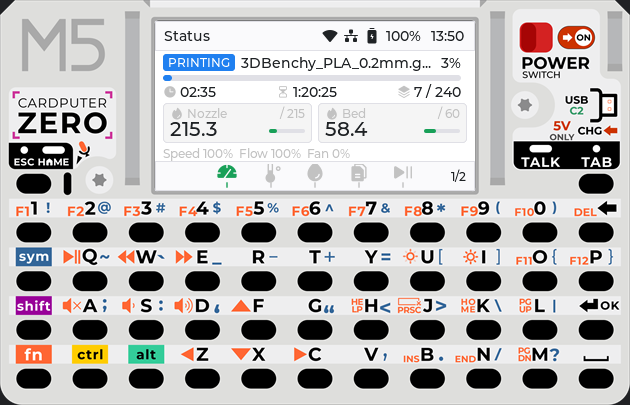 M5
CARDPUTER
ZERO
ESC HOME
Status 100% 13:50
PRINTING 3DBenchy_PLA_0.2mm.g... 3%
02:35 1:20:25 7 / 240
Nozzle / 215 Bed / 60
215.3 58.4
Speed 100% Flow 100% Fan 0%
1/2
ON
POWER
SWITCH
USB
C2
5V CHG
ONLY
TALK TAB
F1 1 ! F2 2 @ F3 3 # F4 4 $ F5 5 % F6 6 ^ F7 7 & F8 8 * F9 9 ( F10 0 ) DEL
sym Q ~ W ` E _ R - T + Y = U [ I ] F11 O { F12 P }
shift A ; S : D ‘ F G “ HELP H < PRSC J > HOME K \ PGUP L | OK
fn ctrl alt Z X C V , INS B . END N / PGDN M ?